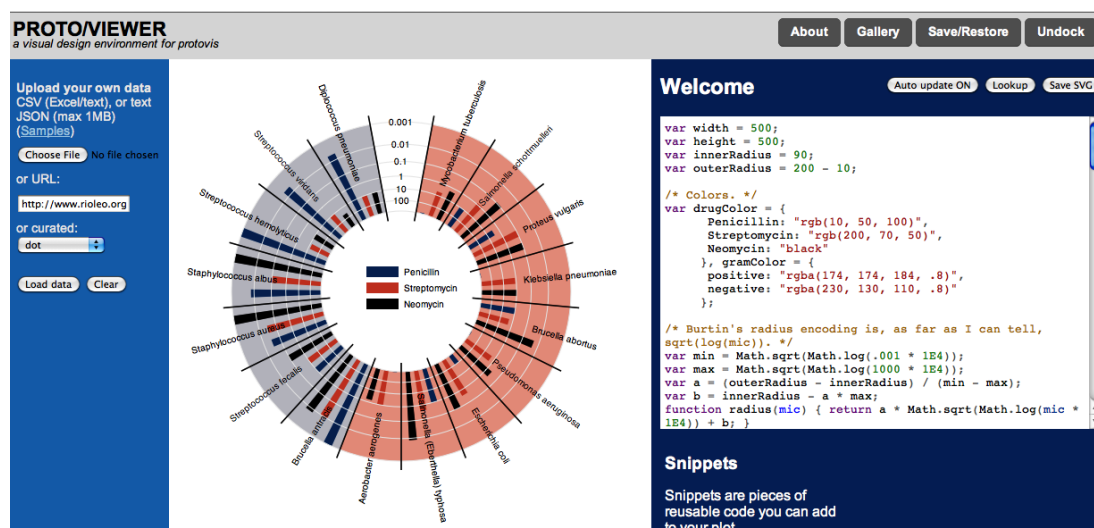 PROTO/VIEWER
a visual design environment for protovis
About
Gallery
Save/Restore
Undock
Upload your own data
CSV (Excel/text), or text
JSON (max 1MB)
(Samples)
Choose File No file chosen
or URL:
http://www.rioleo.org
or curated:
dot
Load data
Clear
Diplococcus pneumoniae
Mycobacterium tuberculosis
Streptococcus viridans
Salmonella schottmuelleri
Streptococcus hemolyticus
Proteus vulgaris
Staphylococcus albus
Klebsiella pneumoniae
Staphylococcus aureus
Brucella abortus
Streptococcus fecalis
Pseudomonas aeruginosa
Brucella antracis
Escherichia coli
Aerobacter aerogenes
Salmonella (Eberthella) typhosa
0.001
0.01
0.1
1
10
100
Penicillin
Streptomycin
Neomycin
Welcome
Auto update ON
Lookup
Save SVG
var width = 500;
var height = 500;
var innerRadius = 90;
var outerRadius = 200 - 10;
/* Colors. */
var drugColor = {
Penicillin: "rgb(10, 50, 100)",
Streptomycin: "rgb(200, 70, 50)",
Neomycin: "black"
}, gramColor = {
positive: "rgba(174, 174, 184, .8)",
negative: "rgba(230, 130, 110, .8)"
};
/* Burtin's radius encoding is, as far as I can tell,
sqrt(log(mic)). */
var min = Math.sqrt(Math.log(.001 * 1E4));
var max = Math.sqrt(Math.log(1000 * 1E4));
var a = (outerRadius - innerRadius) / (min - max);
var b = innerRadius - a * max;
function radius(mic) { return a * Math.sqrt(Math.log(mic *
1E4)) + b; }
Snippets
Snippets are pieces of
reusable code you can add
to your plot